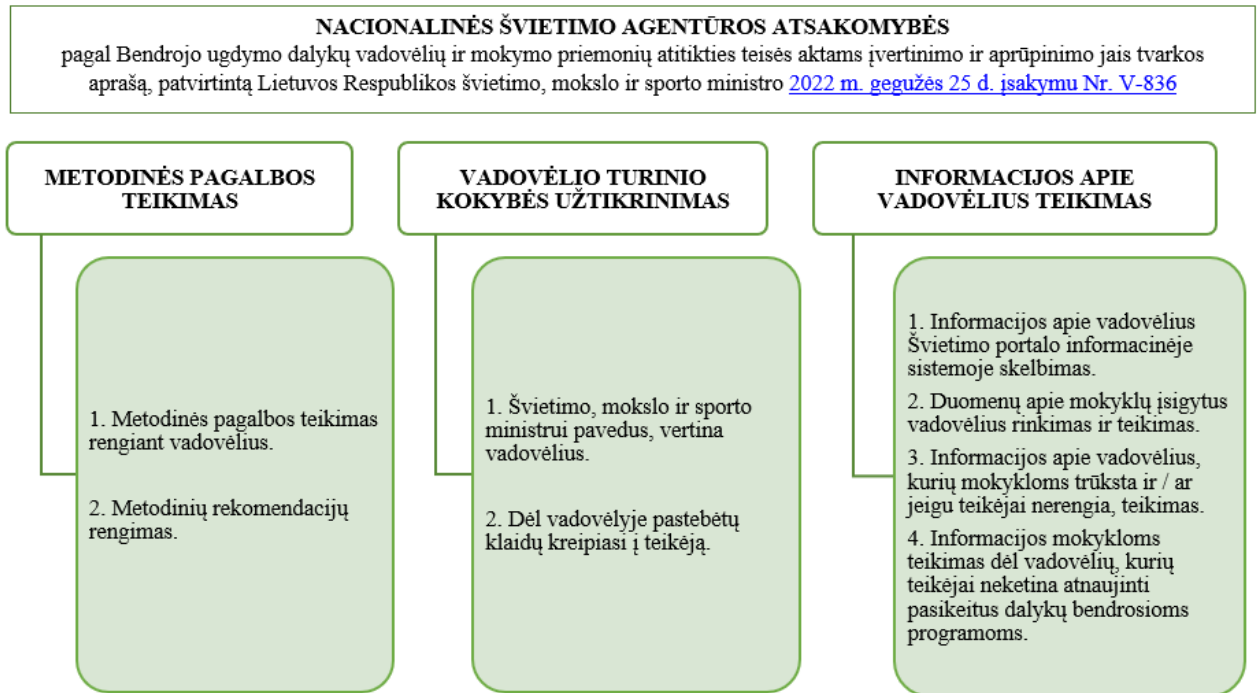 NACIONALINĖS ŠVIETIMO AGENTŪROS ATSAKOMYBĖS
pagal Bendrojo ugdymo dalykų vadovėlių ir mokymo priemonių atitikties teisės aktams įvertinimo ir aprūpinimo jais tvarkos
aprašą, patvirtintą Lietuvos Respublikos švietimo, mokslo ir sporto ministro 2022 m. gegužės 25 d. įsakymu Nr. V-836
METODINĖS PAGALBOS
TEIKIMAS
1. Metodinės pagalbos teikimas
rengiant vadovėlius.
2. Metodinių rekomendacijų
rengimas.
VADOVĖLIO TURINIO
KOKYBĖS UŽTIKRINIMAS
1. Švietimo, mokslo ir sporto
ministrui pavedus, vertina
vadovėlius.
2. Dėl vadovėlyje pastebėtų
klaidų kreipiasi į teikėją.
INFORMACIJOS APIE
VADOVĖLIUS TEIKIMAS
1. Informacijos apie vadovėlius
Švietimo portalo informacinėje
sistemoje skelbimas.
2. Duomenų apie mokyklų įsigytus
vadovėlius rinkimas ir teikimas.
3. Informacijos apie vadovėlius,
kurių mokykloms trūksta ir / ar
jeigu teikėjai nerengia, teikimas.
4. Informacijos mokykloms
teikimas dėl vadovėlių, kurių
teikėjai neketina atnaujinti
pasikeitus dalykų bendrosioms
programoms.